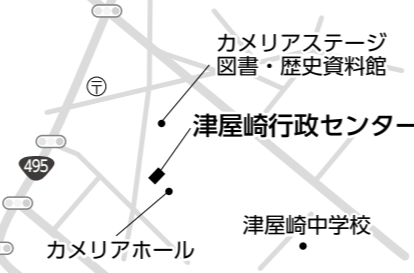 カメリアステージ
図書・歴史資料館
〒
津屋崎行政センター
495
津屋崎中学校
カメリアホール